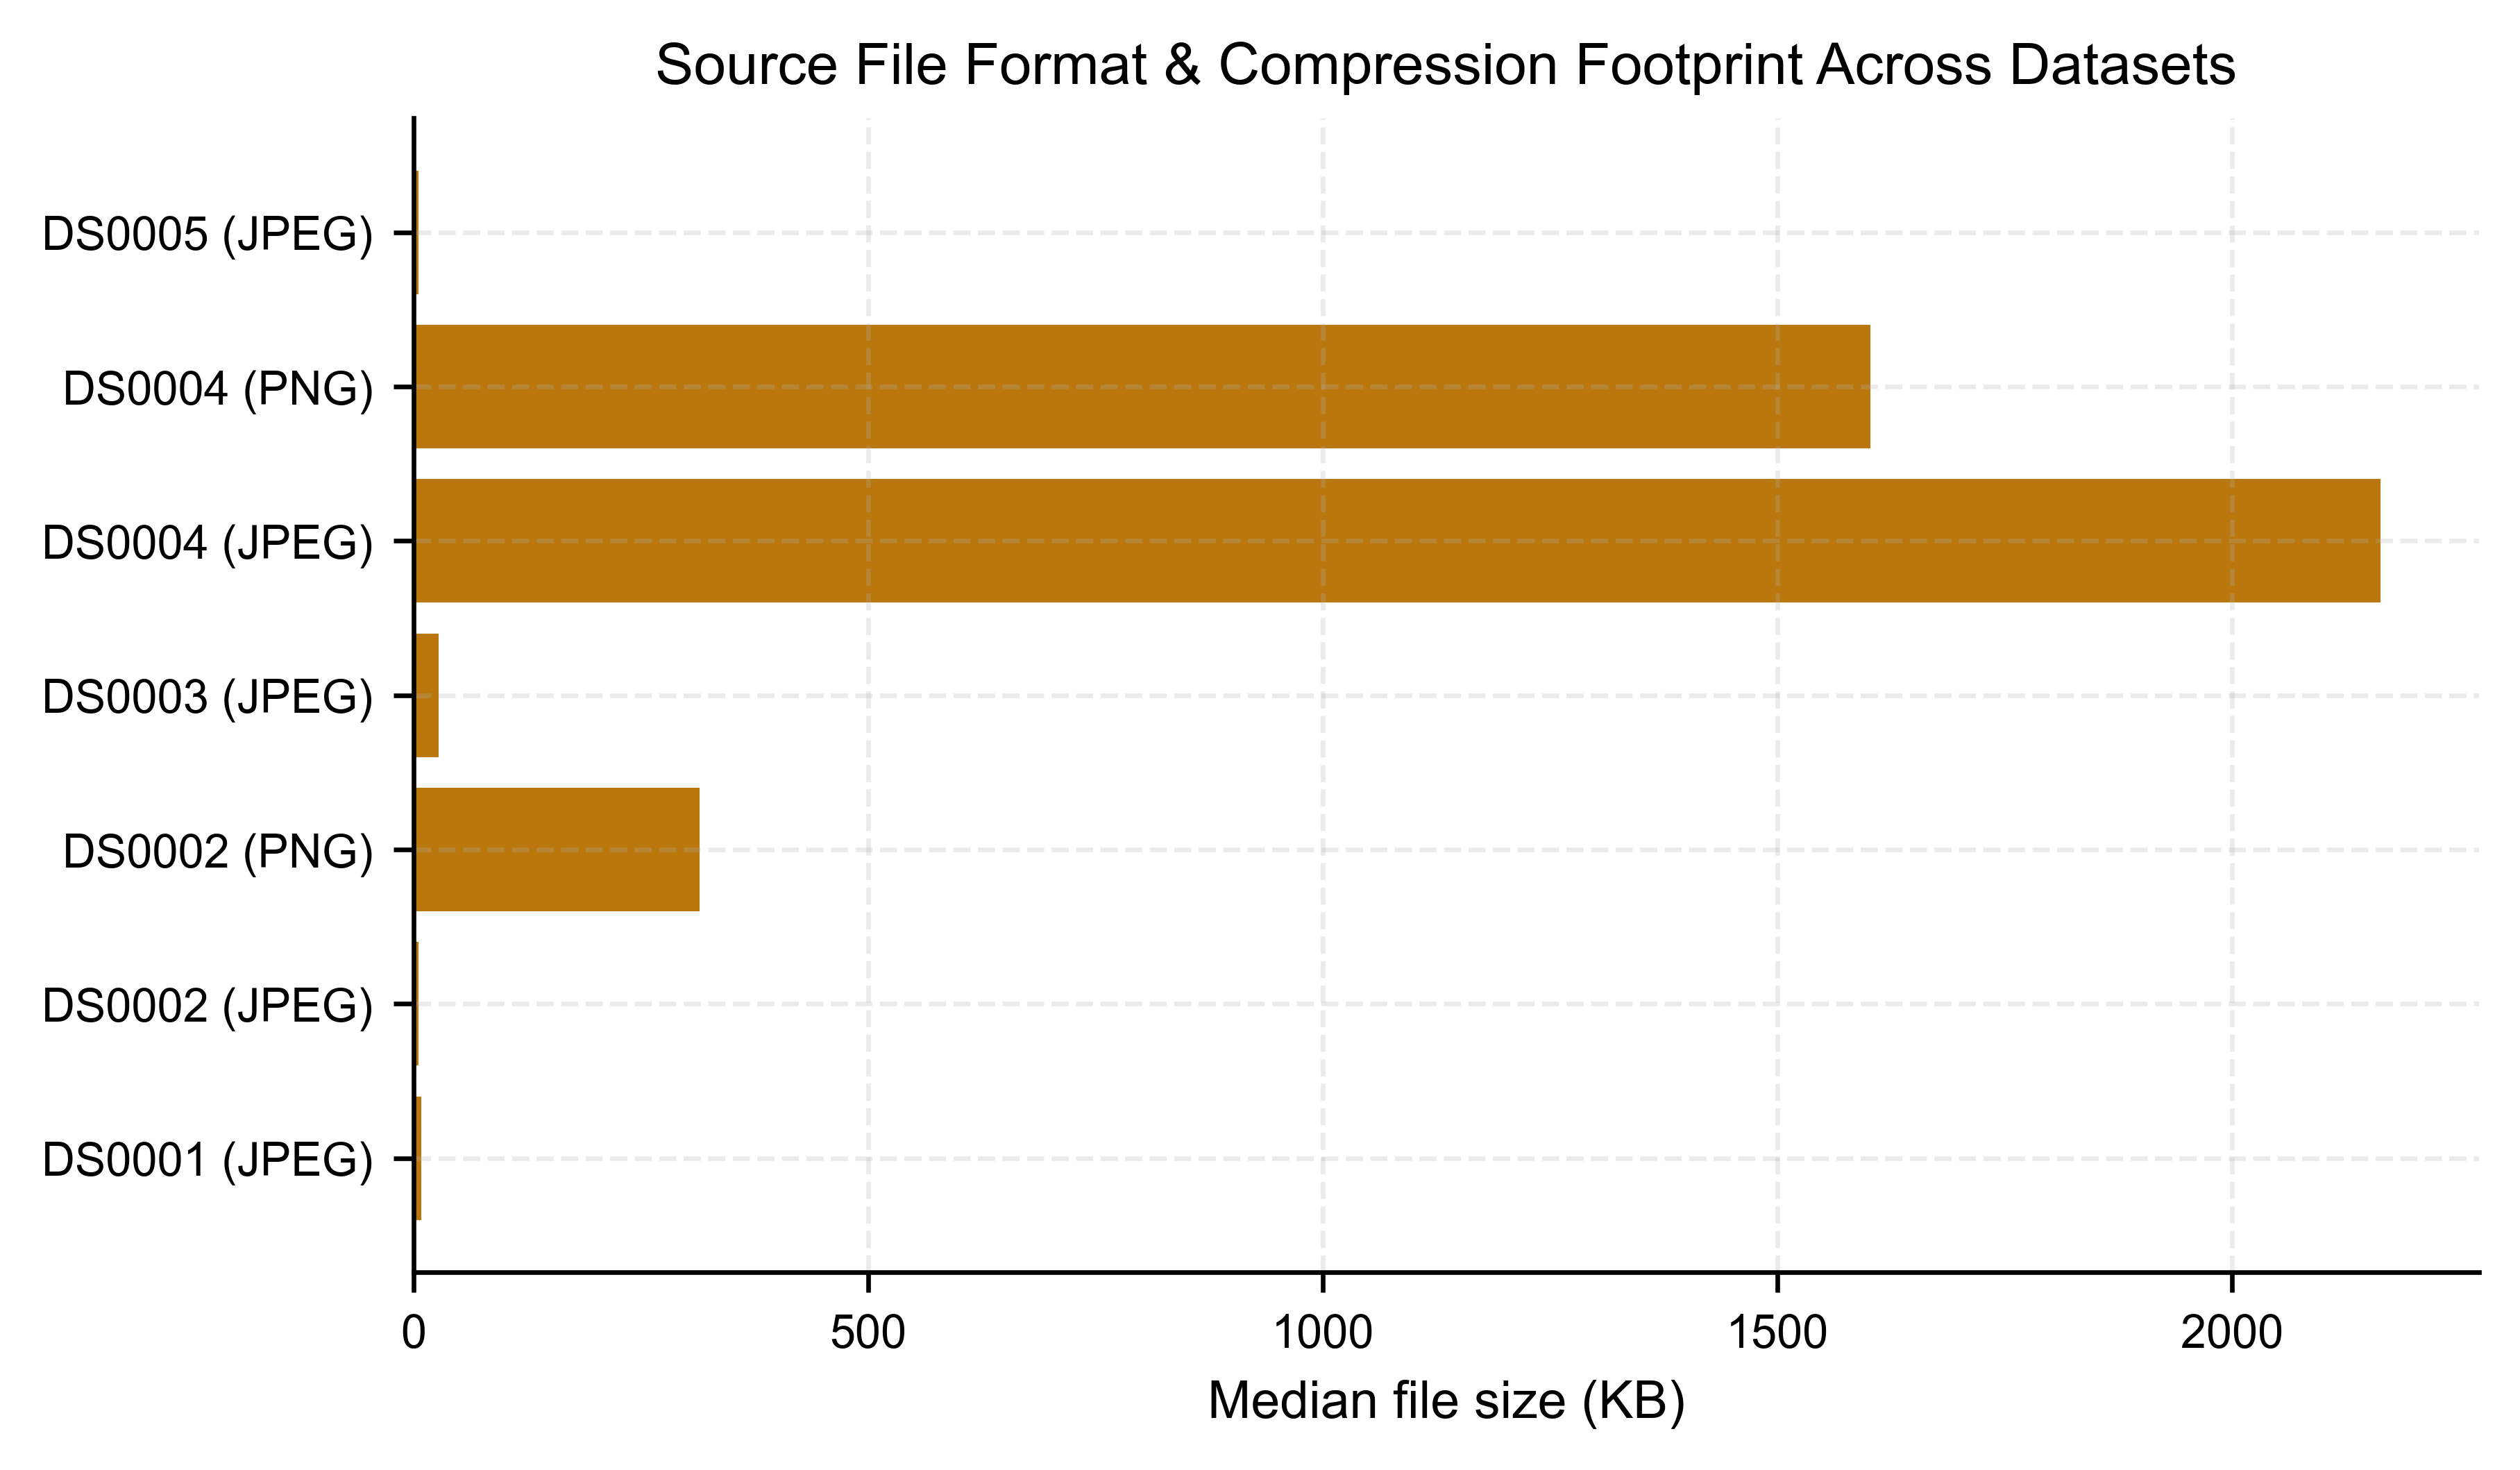 Source File Format & Compression Footprint Across Datasets
DS0005 (JPEG)
DS0004 (PNG)
DS0004 (JPEG)
DS0003 (JPEG)
DS0002 (PNG)
DS0002 (JPEG)
DS0001 (JPEG)
0 500 1000 1500 2000
Median file size (KB)